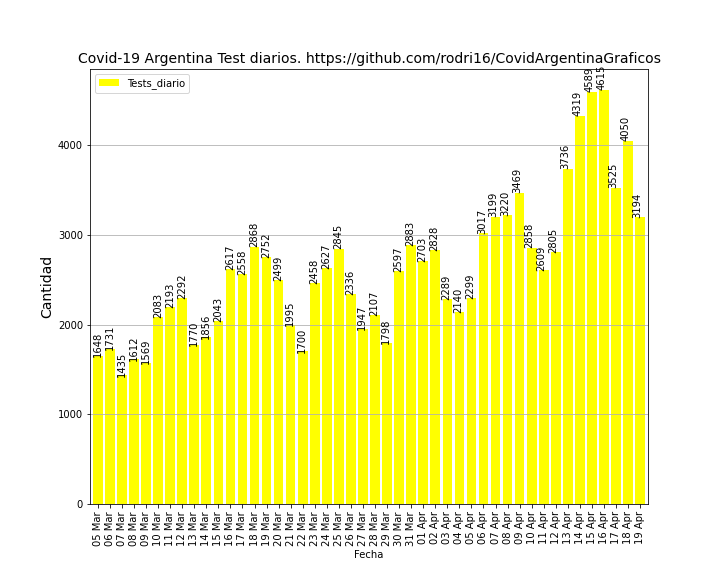 Covid-19 Argentina Test diarios. https://github.com/rodri16/CovidArgentinaGraficos
Tests_diario
Cantidad
4000
3000
2000
1000
0
1648
1731
1435
1612
1569
2083
2193
2292
1770
1856
2043
2617
2558
2868
2752
2499
1995
1700
2458
2627
2845
2336
1947
2107
1798
2597
2883
2703
2828
2289
2140
2299
3017
3199
3220
3469
2858
2609
2805
3736
4319
4589
4615
3525
4050
3194
05 Mar
06 Mar
07 Mar
08 Mar
09 Mar
10 Mar
11 Mar
12 Mar
13 Mar
14 Mar
15 Mar
16 Mar
17 Mar
18 Mar
19 Mar
20 Mar
21 Mar
22 Mar
23 Mar
24 Mar
25 Mar
26 Mar
27 Mar
28 Mar
29 Mar
30 Mar
31 Mar
01 Apr
02 Apr
03 Apr
04 Apr
05 Apr
06 Apr
07 Apr
08 Apr
09 Apr
10 Apr
11 Apr
12 Apr
13 Apr
14 Apr
15 Apr
16 Apr
17 Apr
18 Apr
19 Apr
Fecha